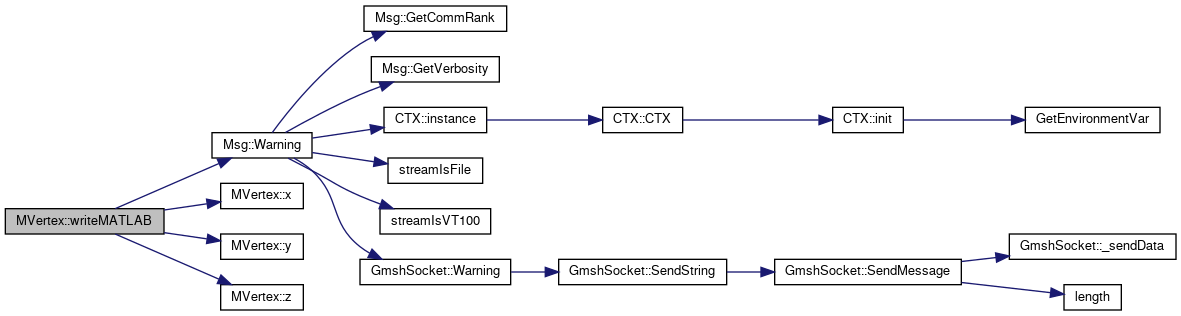 Msg::GetCommRank
Msg::GetVerbosity
CTX::instance
CTX::CTX
CTX::init
GetEnvironmentVar
Msg::Warning
streamIsFile
MVertex::x
MVertex::writeMATLAB
streamIsVT100
MVertex::y
GmshSocket::_sendData
GmshSocket::Warning
GmshSocket::SendString
GmshSocket::SendMessage
MVertex::z
length